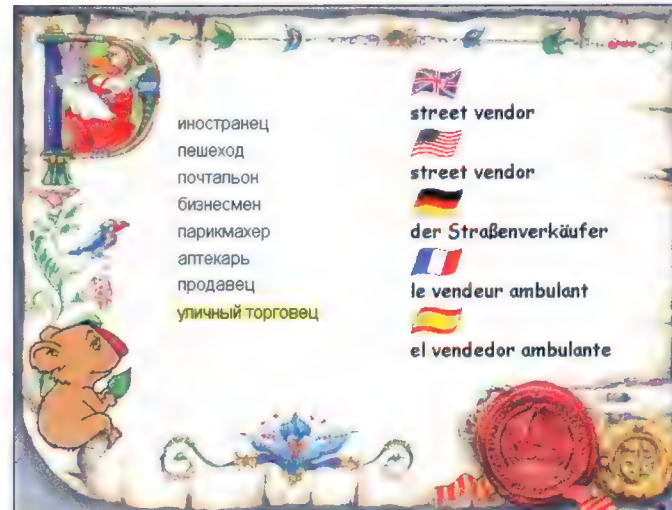 иностранец
пешеход
почтальон
бизнесмен
парикмахер
аптекарь
продавец
уличный торговец
street vendor
street vendor
der Straßenverkäufer
le vendeur ambulant
el vendedor ambulante